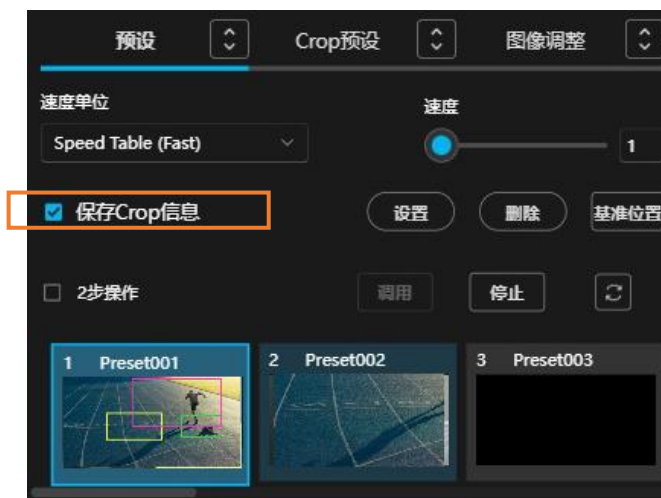 预设 Crop预设 图像调整
速度单位 速度
Speed Table (Fast) 1
保存Crop信息 设置 删除 基准位置
2步操作 调用 停止
1 Preset001 2 Preset002 3 Preset003